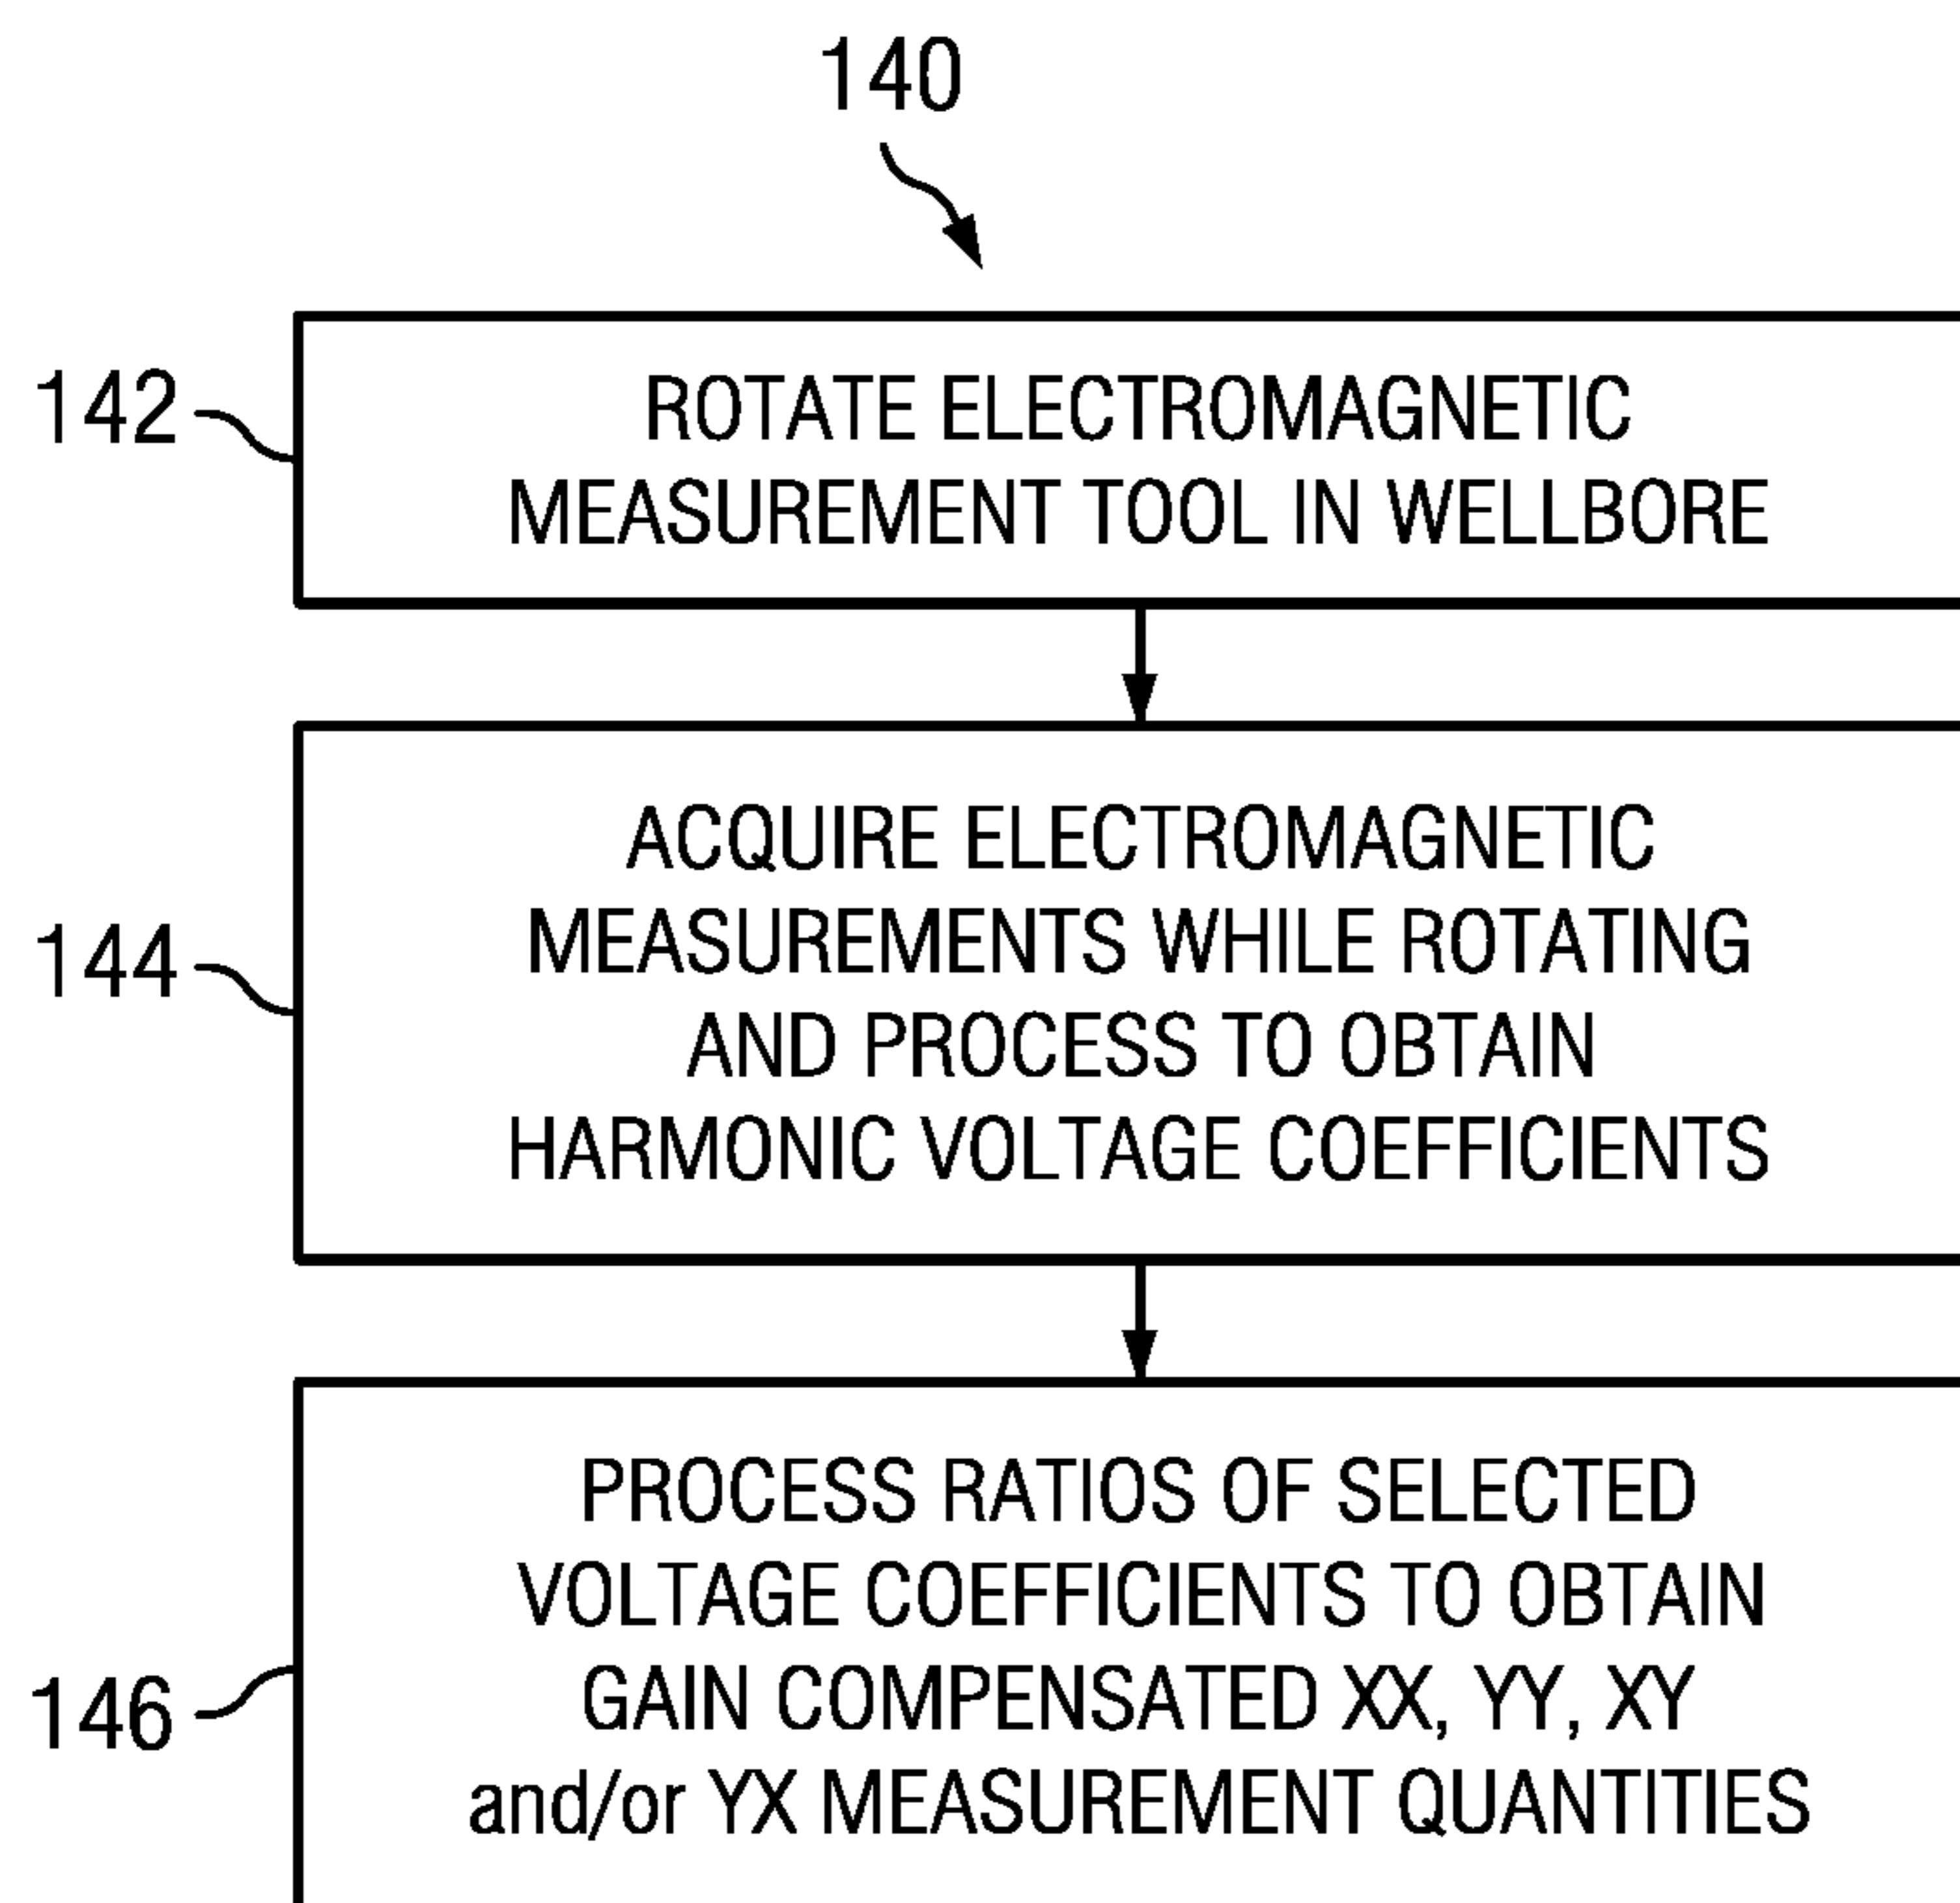 140
142
ROTATE ELECTROMAGNETIC
MEASUREMENT TOOL IN WELLBORE
144
ACQUIRE ELECTROMAGNETIC
MEASUREMENTS WHILE ROTATING
AND PROCESS TO OBTAIN
HARMONIC VOLTAGE COEFFICIENTS
146
PROCESS RATIOS OF SELECTED
VOLTAGE COEFFICIENTS TO OBTAIN
GAIN COMPENSATED XX, YY, XY
and/or YX MEASUREMENT QUANTITIES